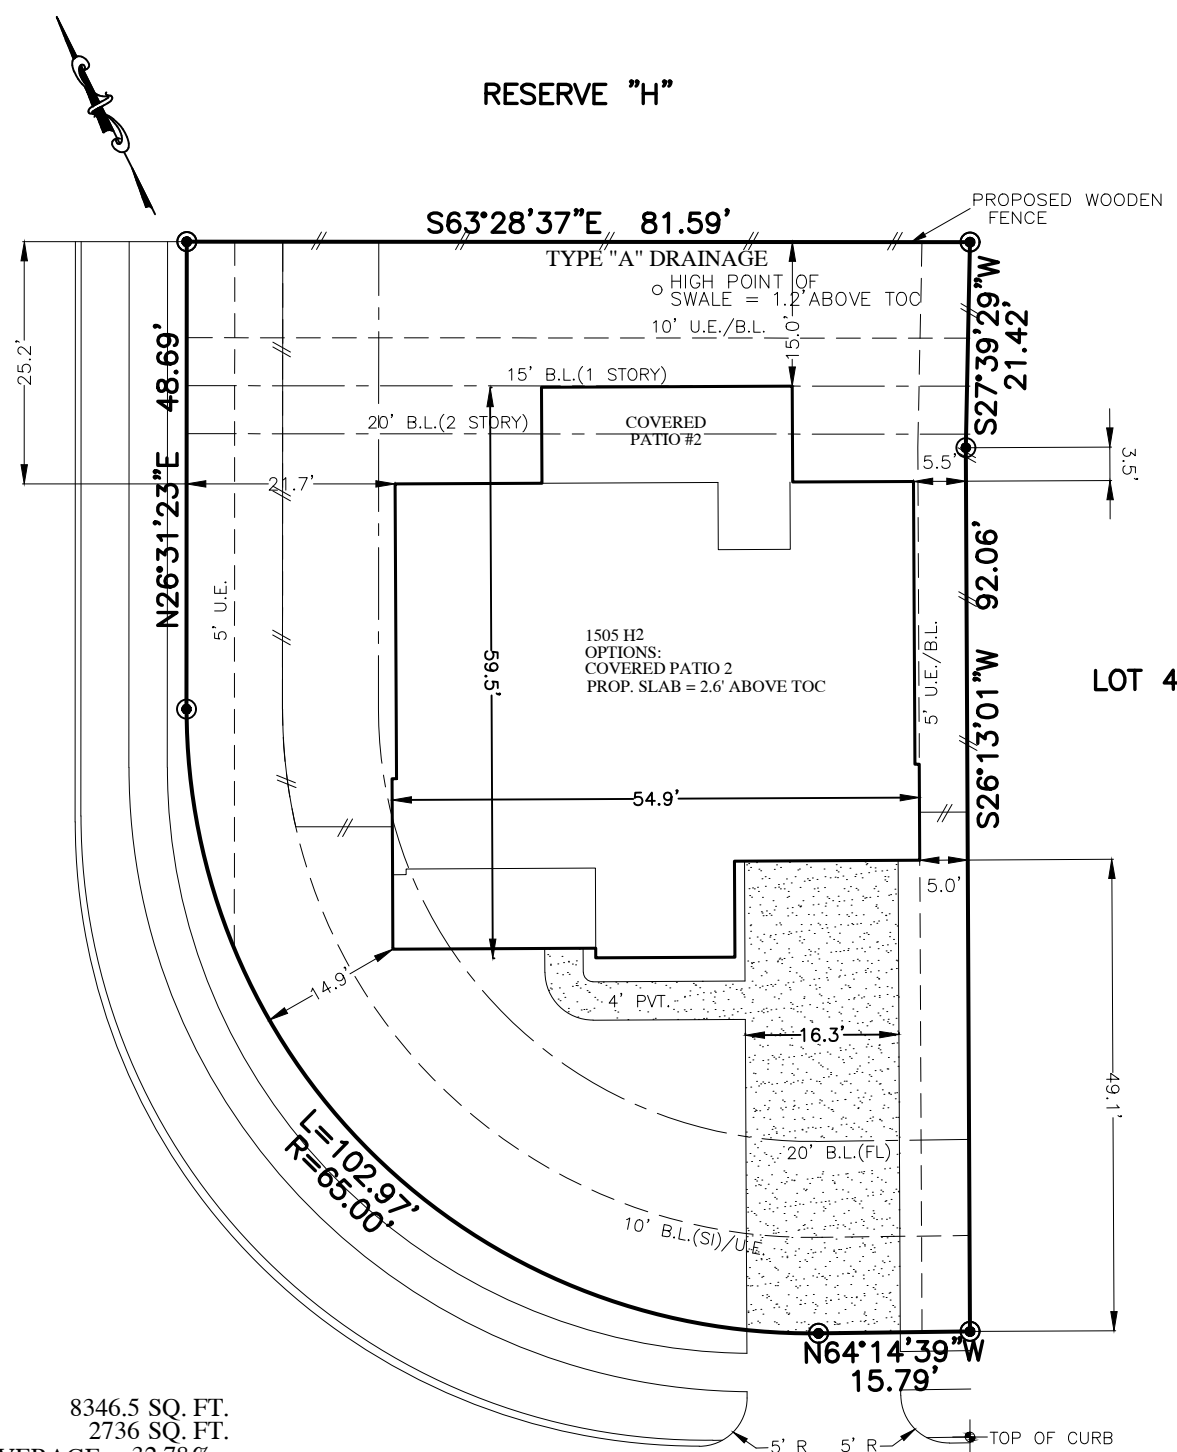 RESERVE "H"
PROPOSED WOODEN
FENCE
S63°28'37"E 81.59'
TYPE "A" DRAINAGE
HIGH POINT OF
SWALE = 1.2' ABOVE TOC
10' U.E./B.L.
15.0'
S27°39'29"W
21.42'
25.2'
N26°31'23"E 48.69'
15' B.L.(1 STORY)
20' B.L.(2 STORY)
COVERED
PATIO #2
5.5'
3.5'
21.7'
5' U.E.
59.5'
1505 H2
OPTIONS:
COVERED PATIO 2
PROP. SLAB = 2.6' ABOVE TOC
5' U.E./B.L.
S26°13'01"W 92.06'
LOT 4
54.9'
5.0'
14.9'
4' PVT.
16.3'
49.1'
L=102.97'
R=65.00'
20' B.L.(FL)
10' B.L.(SI)/U.E.
N64°14'39"W
15.79'
8346.5 SQ. FT.
2736 SQ. FT.
32.78%
5' R
5' R
TOP OF CURB